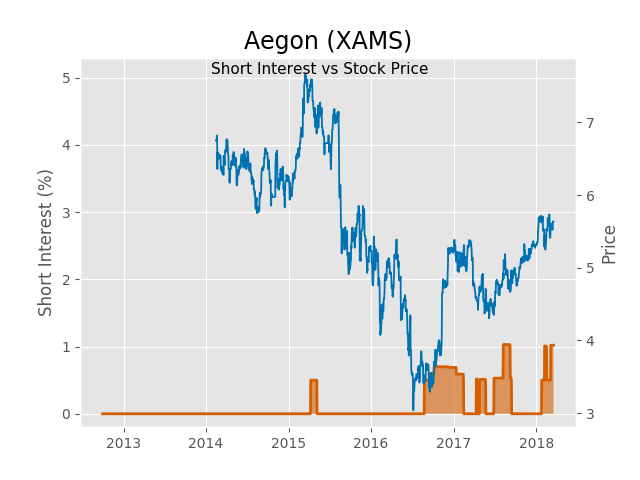 Aegon (XAMS)
Short Interest vs Stock Price
Short Interest (%)
5
4
3
2
1
0
Price
7
6
5
4
3
2013 2014 2015 2016 2017 2018